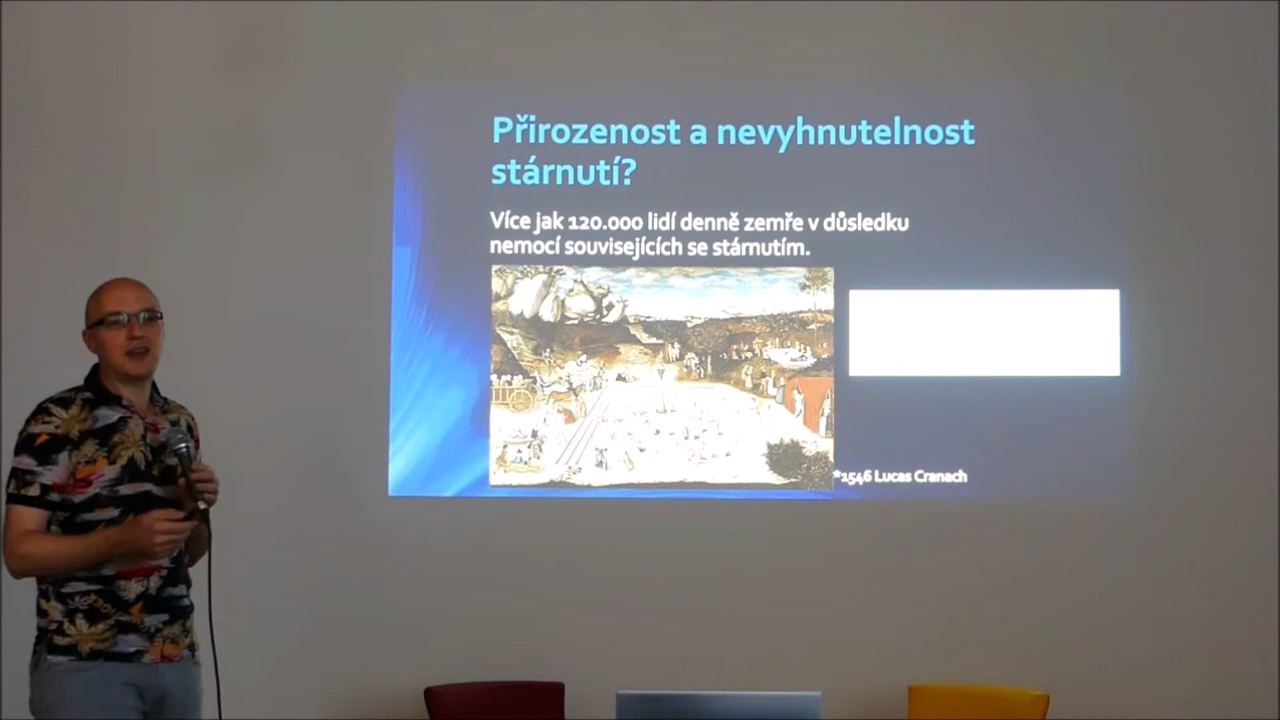 Přirozenost a nevyhnutelnost
stárnutí?
Více jak 120.000 lidí denně zemře v důsledku
nemocí souvisejících se stárnutím.
*1546 Lucas Cranach